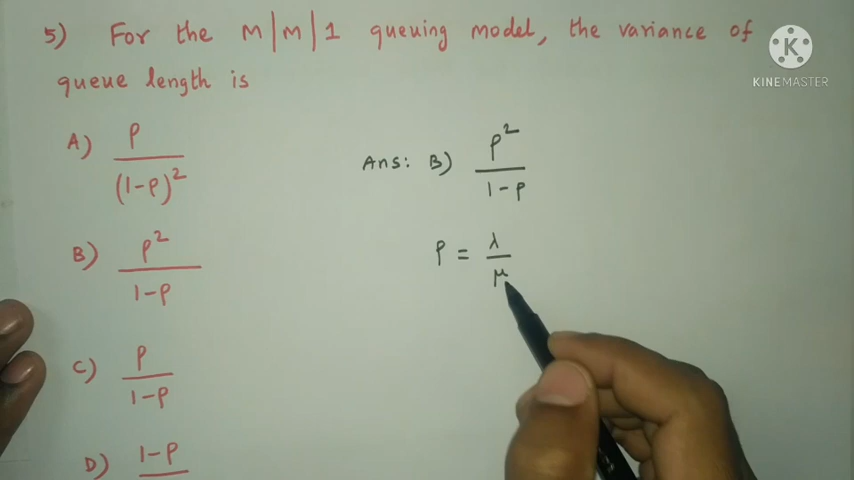 5) For the M|M|1 queuing model, the variance of
queue length is
A) ρ/(1-ρ)²
B) ρ²/1-ρ
C) ρ/1-ρ
D) 1-ρ
Ans: B) ρ²/1-ρ
ρ = λ/μ
K
KINEMASTER